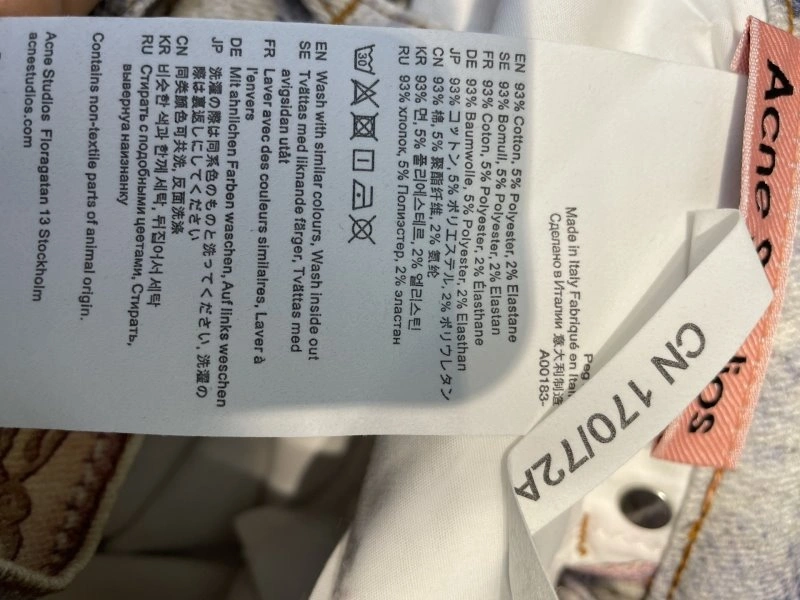 Acne S
dios
CN 170/72A
Peg
Made in Italy Fabriqué en Ital
Сделано в Италии 意大利制造
A00183-
EN 93% Cotton, 5% Polyester, 2% Elastane
SE 93% Bomull, 5% Polyester, 2% Elastan
FR 93% Coton, 5% Polyester, 2% Élasthane
DE 93% Baumwolle, 5% Polyester, 2% Elasthan
JP 93% コットン, 5% ポリエステル, 2% ポリウレタン
CN 93% 棉, 5% 聚酯纤维, 2% 氨纶
KR 93% 면, 5% 폴리에스테르, 2% 엘리스틴
RU 93% хлопок, 5% Полиэстер, 2% эластан
30
EN Wash with similar colours, Wash inside out
SE Tvättas med liknande färger, Tvättas med
avigsidan utåt
FR Laver avec des couleurs similaires, Laver à
l'envers
DE Mit ähnlichen Farben waschen, Auf links weschen
JP 洗濯の際は同系色のものと洗ってください, 洗濯の
際は裏返しにしてください
CN 同类颜色可共洗, 反面洗涤
KR 비슷한 색과 함께 세탁, 뒤집어서 세탁
RU Стирать с подобными цветами, Стирать,
вывернуа наизнанку
Contains non-textile parts of animal origin.
Acne Studios Floragatan 13 Stockholm
acnestudios.com